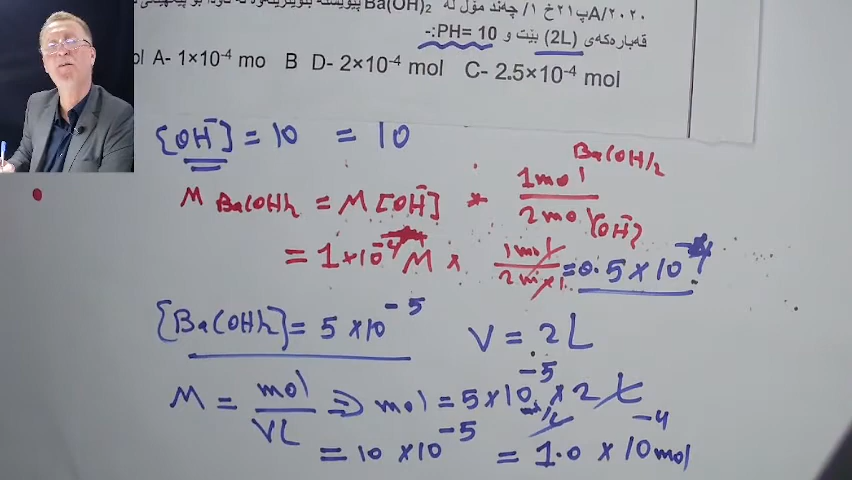 A/٢٠٢٠پ٢١خ ١/ چەند مۆل لە Ba(OH)₂ پێویستە
قەبارەکەی (2L) بێت و PH= 10:-
A- 1×10⁻⁴ mo B D- 2×10⁻⁴ mol C- 2.5×10⁻⁴ mol
[OH⁻] = 10 = 10
Ba(OH)₂
M Ba(OH)₂ = M [OH⁻] * 1mol / 2mol (OH⁻)
= 1×10⁻⁴ M × 1mol / 2mol = 0.5×10⁻⁴
[Ba(OH)₂] = 5×10⁻⁵ V = 2L
M = mol / VL ⇒ mol = 5×10⁻⁵ mol/L × 2 L
= 10×10⁻⁵ = 1.0×10⁻⁴ mol